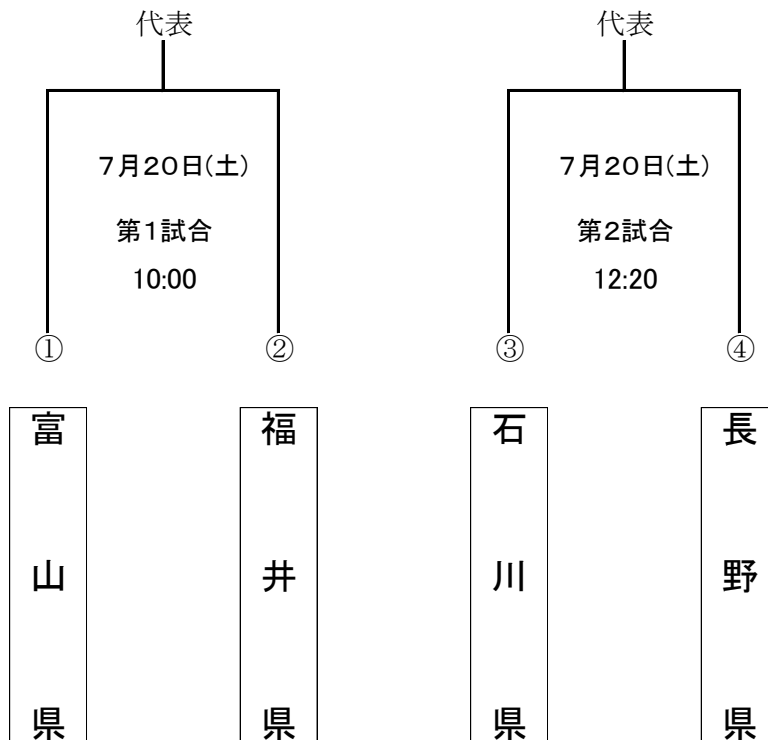 代表
7月20日(土)
第1試合
10:00
①
②
富山県
福井県
代表
7月20日(土)
第2試合
12:20
③
④
石川県
長野県